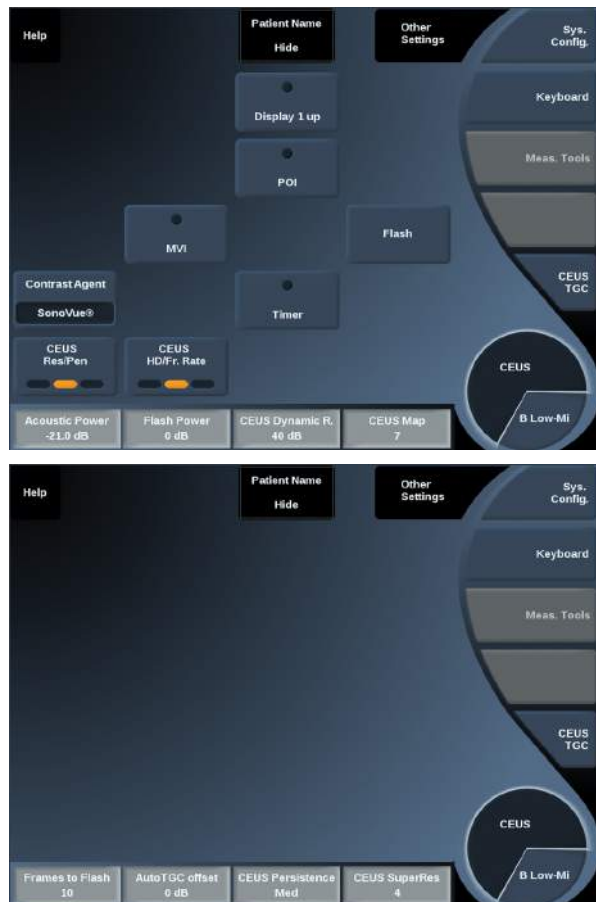 Help
Patient Name
Hide
Other
Settings
Sys.
Config.
Display 1 up
Keyboard
POI
Meas. Tools
MVI
Flash
Contrast Agent
SonoVue®
Timer
CEUS
TGC
CEUS
Res/Pen
CEUS
HD/Fr. Rate
CEUS
B Low-Mi
Acoustic Power
-21.0 dB
Flash Power
0 dB
CEUS Dynamic R.
40 dB
CEUS Map
7
Help
Patient Name
Hide
Other
Settings
Sys.
Config.
Keyboard
Meas. Tools
CEUS
TGC
CEUS
B Low-Mi
Frames to Flash
10
AutoTGC offset
0 dB
CEUS Persistence
Med
CEUS SuperRes
4